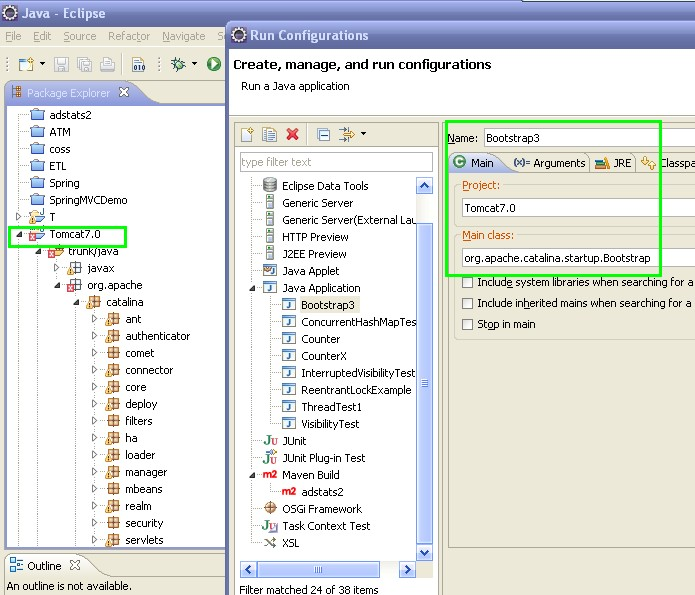 Java - Eclipse
File Edit Source Refactor Navigate
Package Explorer
adstats2
ATM
coss
ETL
Spring
SpringMVCDemo
T
Tomcat7.0
trunk/java
javax
org.apache
catalina
ant
authenticator
comet
connector
core
deploy
filters
ha
loader
manager
mbeans
realm
security
servlets
Outline
An outline is not available.
Run Configurations
Create, manage, and run configurations
Run a Java application
type filter text
Eclipse Data Tools
Generic Server
Generic Server(External Lau
HTTP Preview
J2EE Preview
Java Applet
Java Application
Bootstrap3
ConcurrentHashMapTes
Counter
CounterX
InterruptedVisibilityTest
ReentrantLockExample
ThreadTest1
VisibilityTest
JUnit
JUnit Plug-in Test
Maven Build
m2 adstats2
OSGi Framework
Task Context Test
XSL
Filter matched 24 of 38 items
Name: Bootstrap3
Main (x)= Arguments JRE Classpa
Project:
Tomcat7.0
Main class:
org.apache.catalina.startup.Bootstrap
Include system libraries when searching for a
Include inherited mains when searching for a
Stop in main